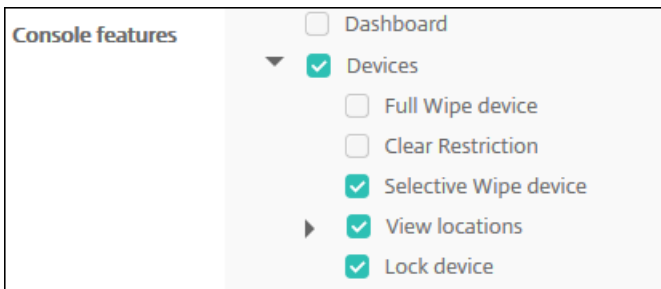 Console features
Dashboard
Devices
Full Wipe device
Clear Restriction
Selective Wipe device
View locations
Lock device